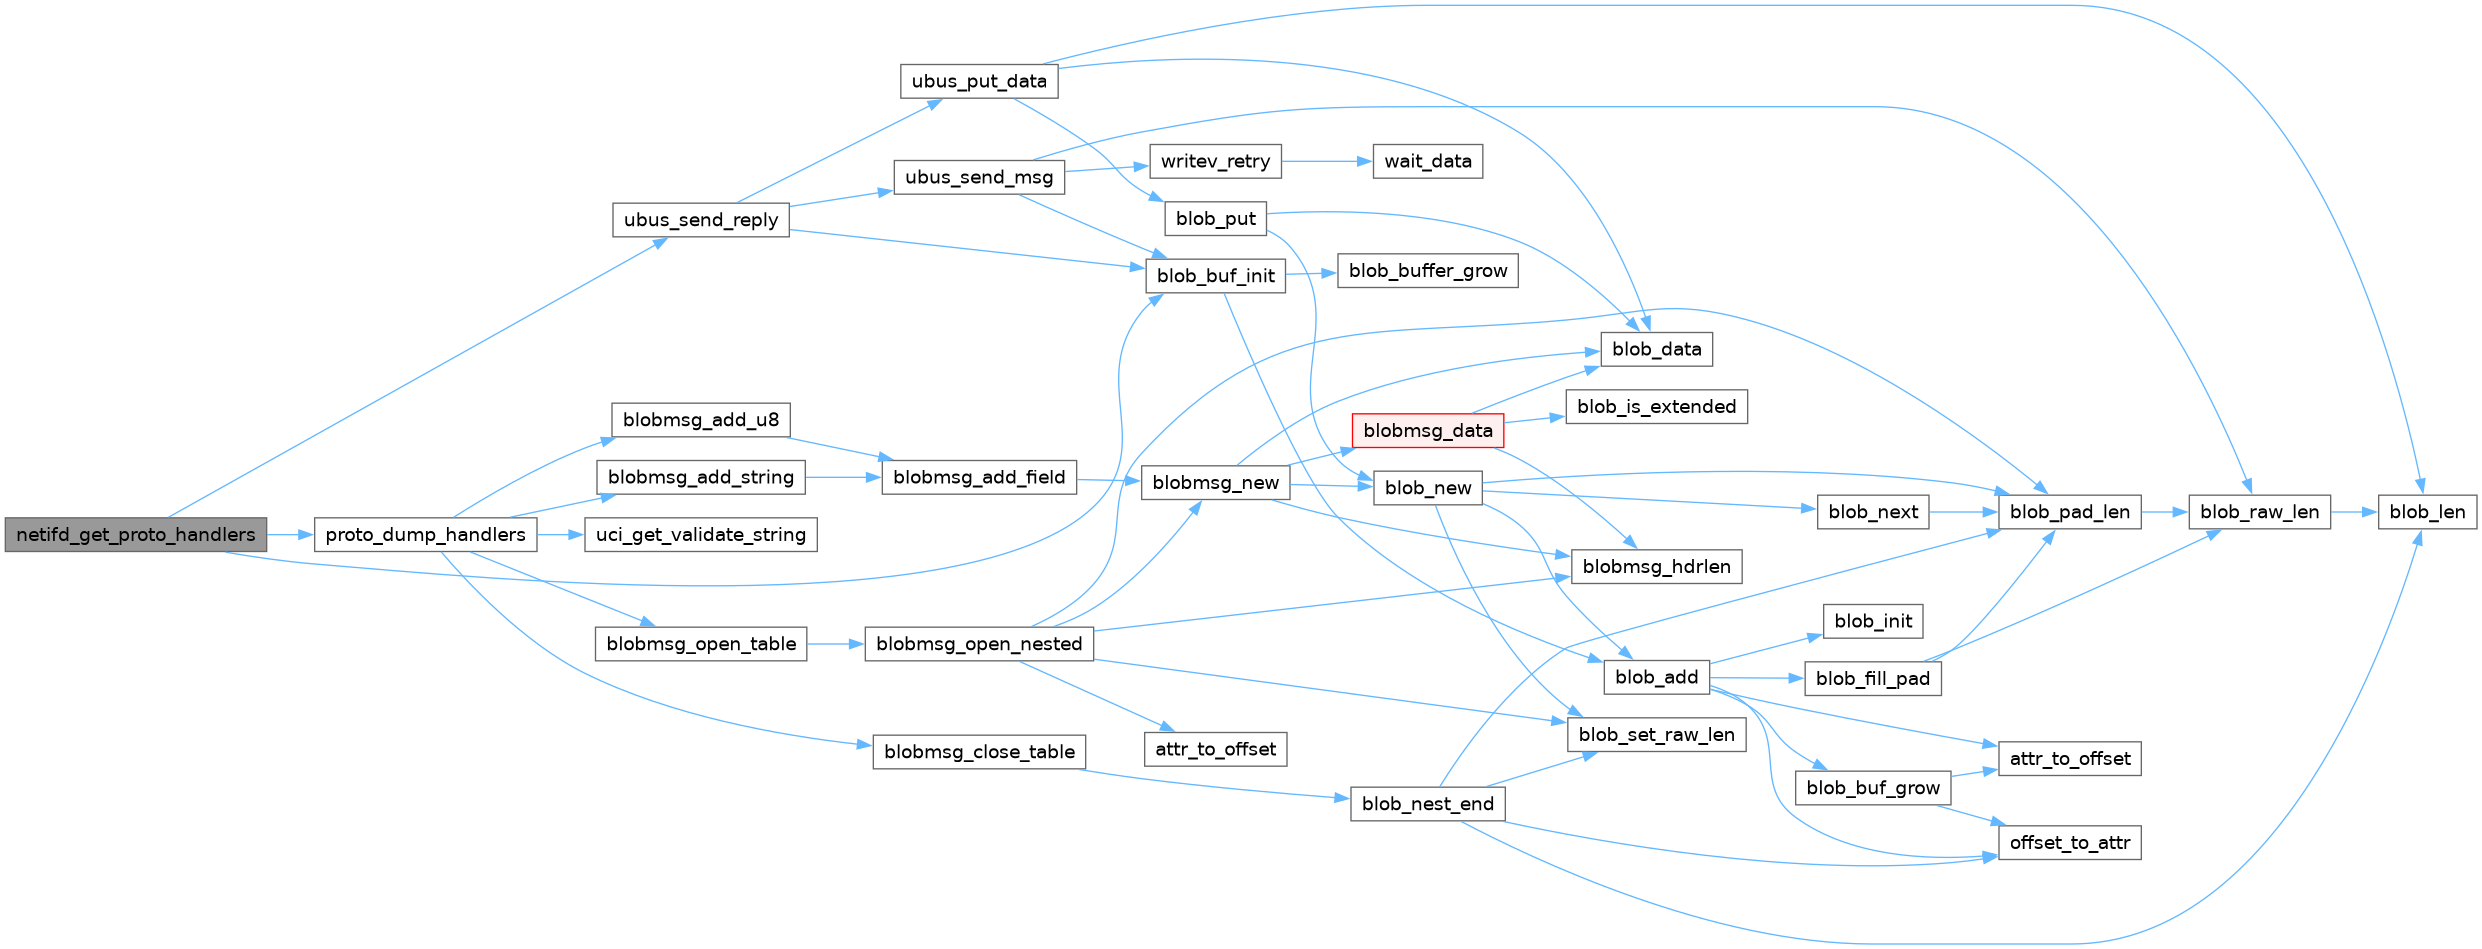 netifd_get_proto_handlers
ubus_send_reply
proto_dump_handlers
blobmsg_add_u8
blobmsg_add_string
uci_get_validate_string
blobmsg_open_table
ubus_put_data
ubus_send_msg
blobmsg_add_field
blobmsg_open_nested
blobmsg_close_table
writev_retry
blob_put
blob_buf_init
blobmsg_new
attr_to_offset
wait_data
blob_buffer_grow
blobmsg_data
blob_new
blob_nest_end
blob_data
blob_is_extended
blobmsg_hdrlen
blob_add
blob_set_raw_len
blob_next
blob_init
blob_fill_pad
blob_buf_grow
blob_pad_len
attr_to_offset
offset_to_attr
blob_raw_len
blob_len